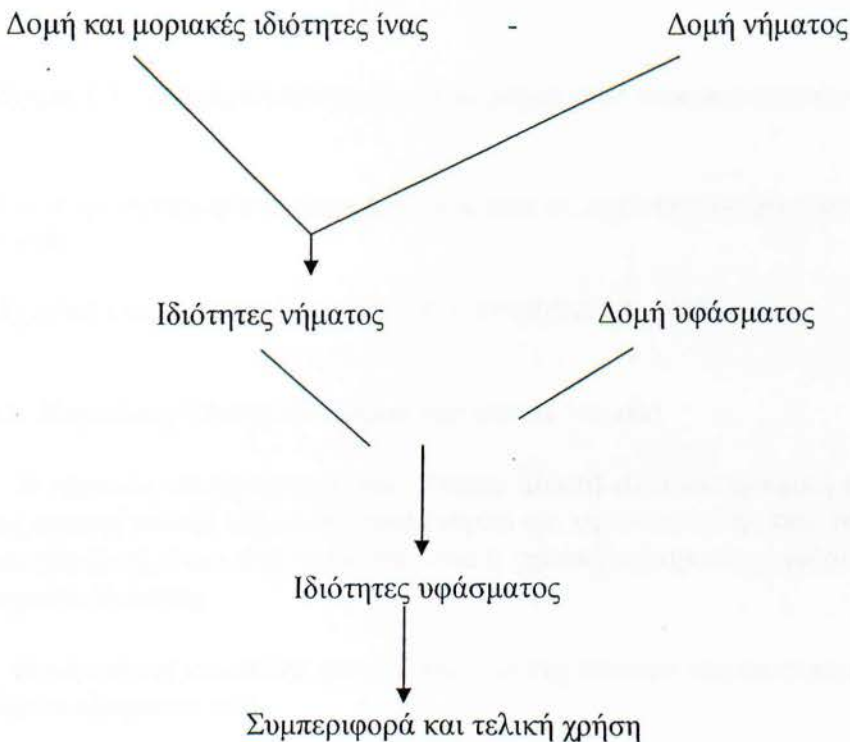 Δομή και μοριακές ιδιότητες ίνας - Δομή νήματος
Ιδιότητες νήματος Δομή υφάσματος
Ιδιότητες υφάσματος
Συμπεριφορά και τελική χρήση